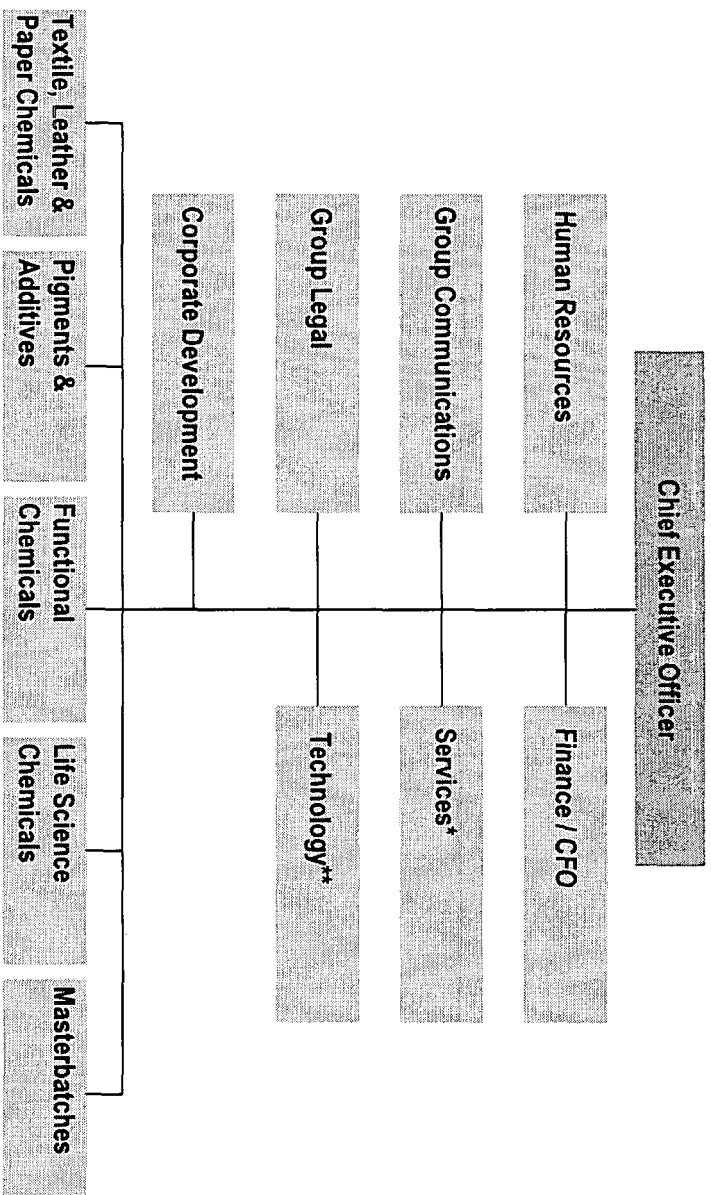 Chief Executive Officer
Human Resources
Finance / CFO
Group Communications
Services*
Group Legal
Technology**
Corporate Development
Textile, Leather &
Paper Chemicals
Pigments &
Additives
Functional
Chemicals
Life Science
Chemicals
Masterbatches